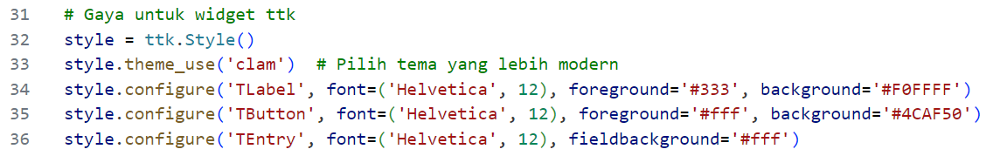 31 # Gaya untuk widget ttk
32 style = ttk.Style()
33 style.theme_use('clam')  # Pilih tema yang lebih modern
34 style.configure('TLabel', font=('Helvetica', 12), foreground='#333', background='#F0FFFF')
35 style.configure('TButton', font=('Helvetica', 12), foreground='#fff', background='#4CAF50')
36 style.configure('TEntry', font=('Helvetica', 12), fieldbackground='#fff')